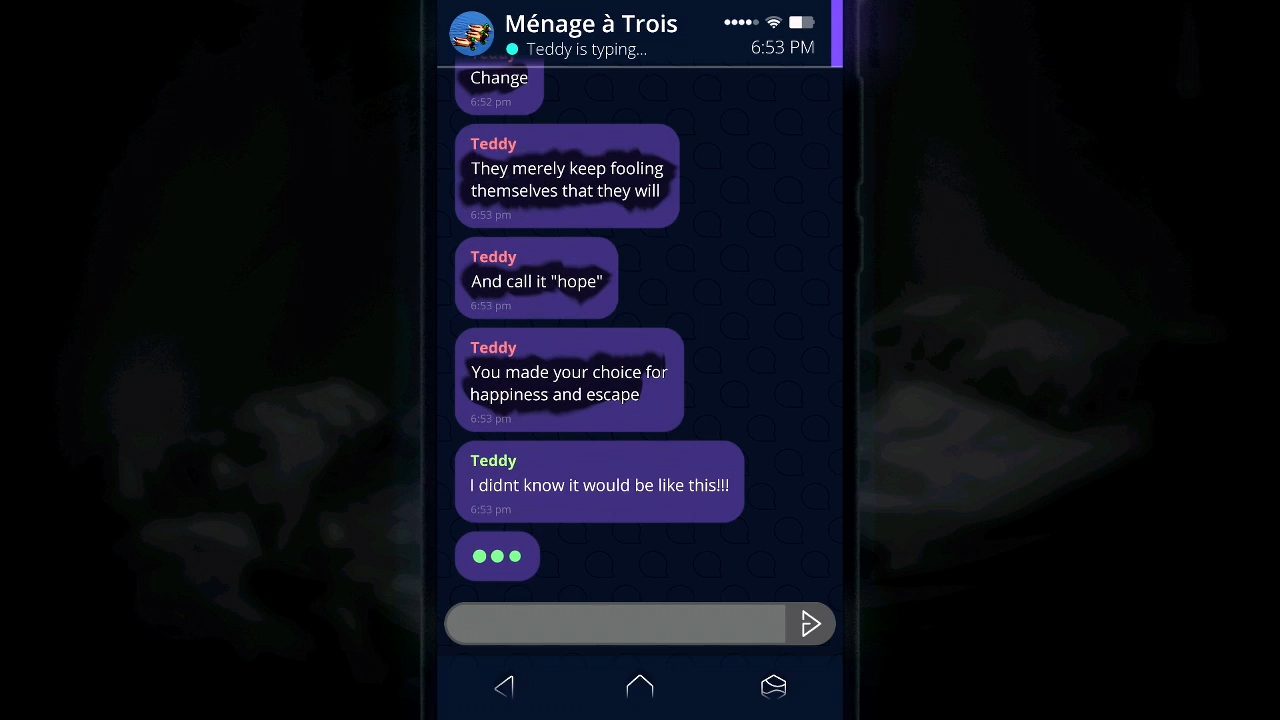 Ménage à Trois
Teddy is typing...
6:53 PM
Teddy
Change
6:52 pm
Teddy
They merely keep fooling
themselves that they will
6:53 pm
Teddy
And call it "hope"
6:53 pm
Teddy
You made your choice for
happiness and escape
6:53 pm
Teddy
I didnt know it would be like this!!!
6:53 pm